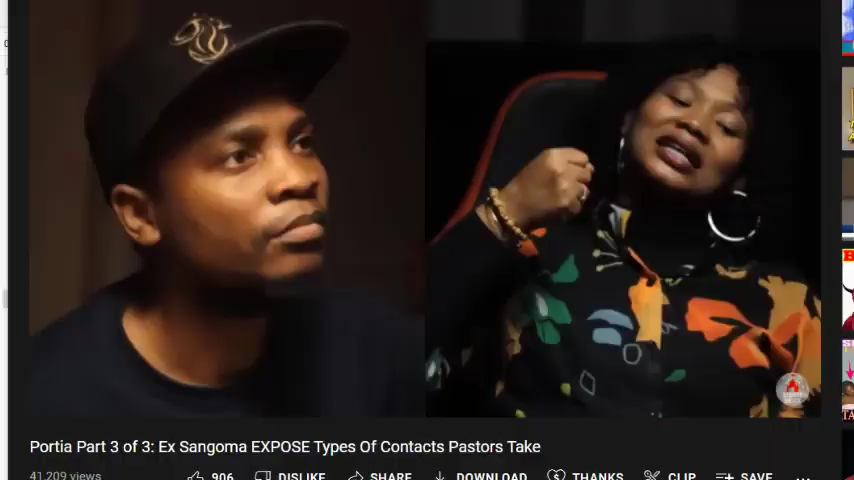 Portia Part 3 of 3: Ex Sangoma EXPOSE Types Of Contacts Pastors Take
41,209 views 906 DISLIKE SHARE DOWNLOAD THANKS CLIP SAVE ...